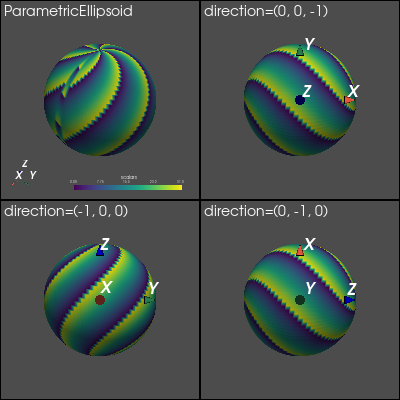 ParametricEllipsoid
direction=(0, 0, -1)
Y
Z
X
Z
X Y
scalars
direction=(-1, 0, 0)
direction=(0, -1, 0)
Z
X
Y
X
Y
Z